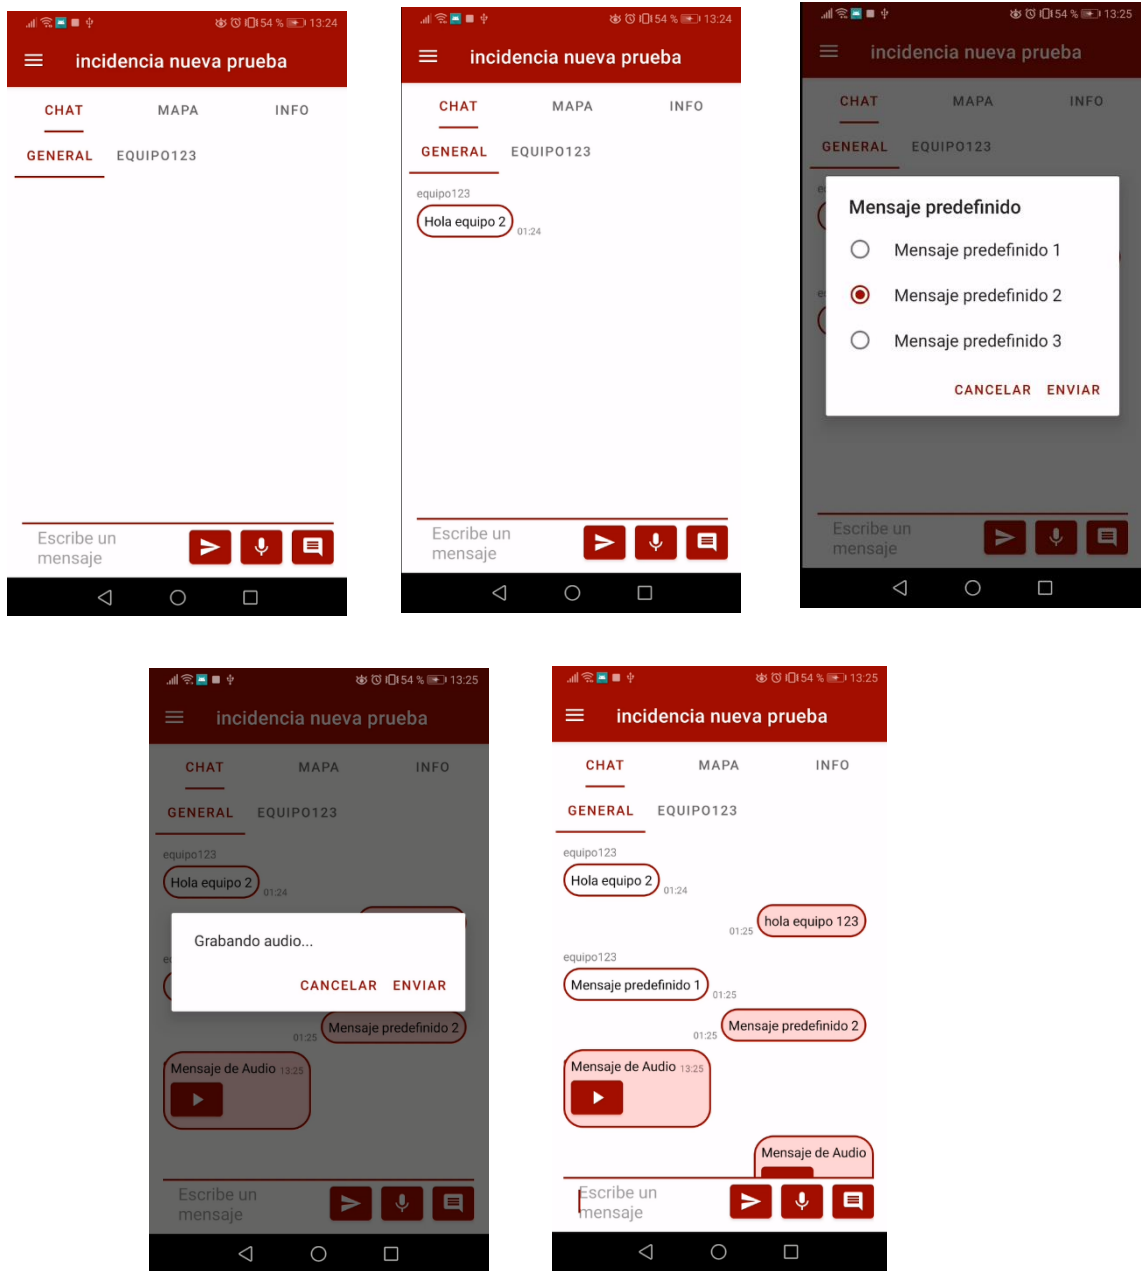 54 % 13:24
incidencia nueva prueba
CHAT MAPA INFO
GENERAL EQUIPO123
Escribe un
mensaje
54 % 13:24
incidencia nueva prueba
CHAT MAPA INFO
GENERAL EQUIPO123
equipo123
Hola equipo 2 01:24
Escribe un
mensaje
54 % 13:25
incidencia nueva prueba
CHAT MAPA INFO
GENERAL EQUIPO123
Mensaje predefinido
Mensaje predefinido 1
Mensaje predefinido 2
Mensaje predefinido 3
CANCELAR ENVIAR
Escribe un
mensaje
54 % 13:25
incidencia nueva prueba
CHAT MAPA INFO
GENERAL EQUIPO123
equipo123
Hola equipo 2 01:24
Grabando audio...
CANCELAR ENVIAR
01:25 Mensaje predefinido 2
Mensaje de Audio 13:25
Escribe un
mensaje
54 % 13:25
incidencia nueva prueba
CHAT MAPA INFO
GENERAL EQUIPO123
equipo123
Hola equipo 2 01:24
01:25 hola equipo 123
equipo123
Mensaje predefinido 1 01:25
01:25 Mensaje predefinido 2
Mensaje de Audio 13:25
Mensaje de Audio
Escribe un
mensaje